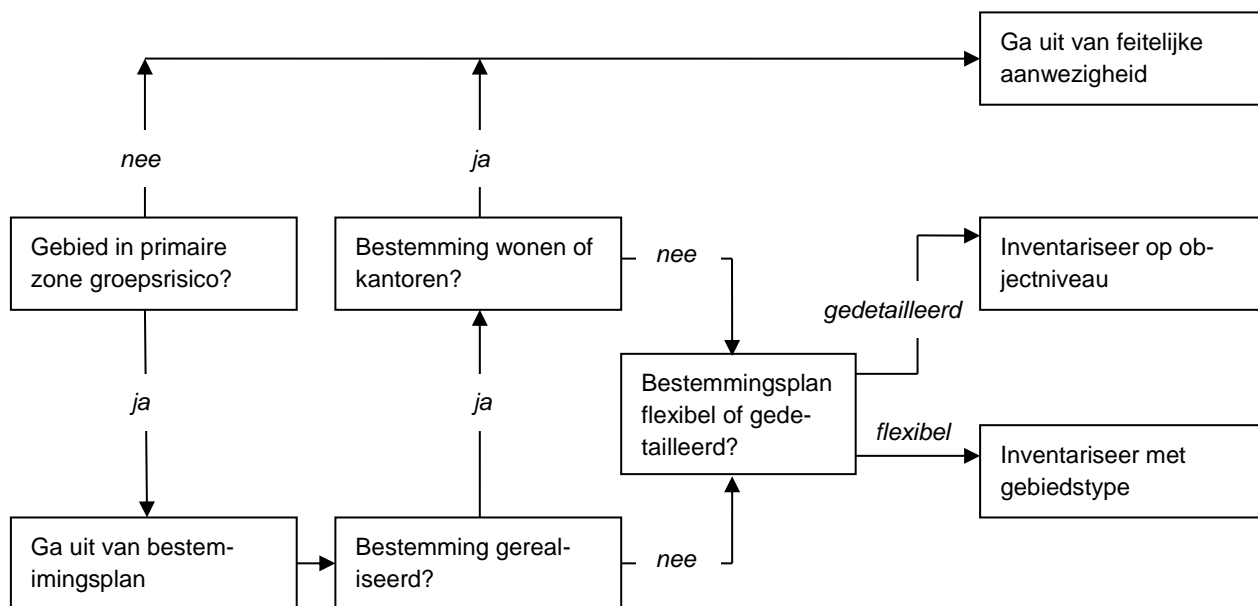 Ga uit van feitelijke
aanwezigheid
nee
ja
Gebied in primaire
zone groepsrisico?
Bestemming wonen of
kantoren?
nee
Inventariseer op ob-
jectniveau
gedetailleerd
ja
ja
Bestemmingsplan
flexibel of gede-
tailleerd?
flexibel
Inventariseer met
gebiedstype
Ga uit van bestem-
imingsplan
Bestemming gereal-
iseerd?
nee